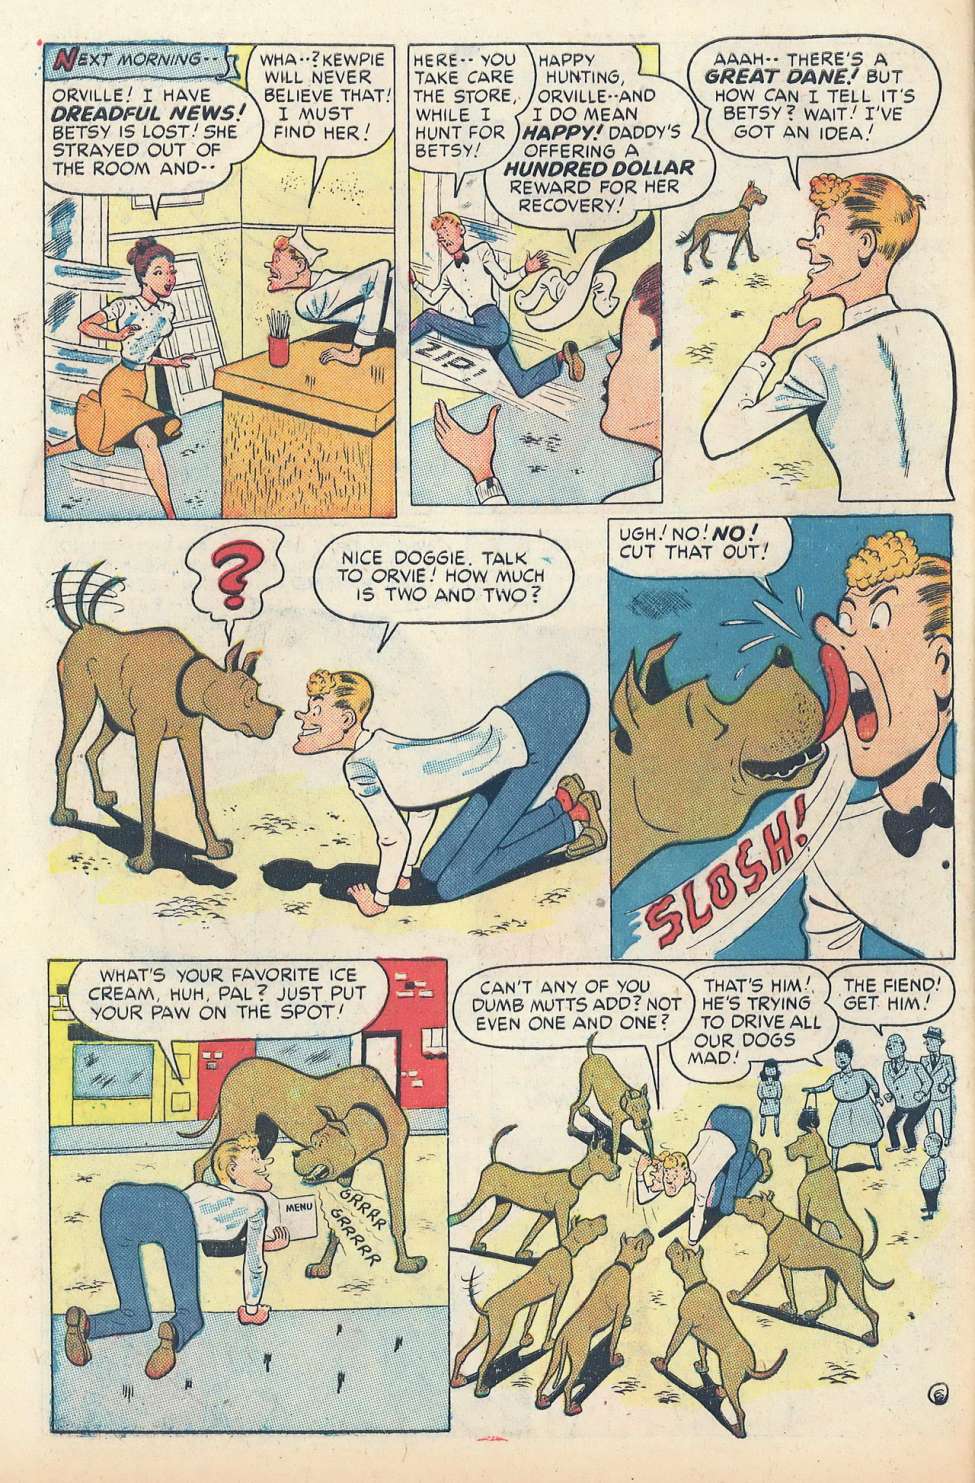 NEXT MORNING--
ORVILLE! I HAVE
DREADFUL NEWS!
BETSY IS LOST! SHE
STRAYED OUT OF
THE ROOM AND--
WHA--? KEWPIE
WILL NEVER
BELIEVE THAT!
I MUST
FIND HER!
HERE-- YOU
TAKE CARE
THE STORE,
WHILE I
HUNT FOR
BETSY!
HAPPY
HUNTING,
ORVILLE--AND
I DO MEAN
HAPPY! DADDY'S
OFFERING A
HUNDRED DOLLAR
REWARD FOR HER
RECOVERY!
ZIP!
AAAH-- THERE'S A
GREAT DANE! BUT
HOW CAN I TELL IT'S
BETSY? WAIT! I'VE
GOT AN IDEA!
?
NICE DOGGIE. TALK
TO ORVIE! HOW MUCH
IS TWO AND TWO?
UGH! NO! NO!
CUT THAT OUT!
SLOSH!
WHAT'S YOUR FAVORITE ICE
CREAM, HUH, PAL? JUST PUT
YOUR PAW ON THE SPOT!
MENU
GRRRR
GRRRRR
CAN'T ANY OF YOU
DUMB MUTTS ADD? NOT
EVEN ONE AND ONE?
THAT'S HIM!
HE'S TRYING
TO DRIVE ALL
OUR DOGS
MAD!
THE FIEND!
GET HIM!
6